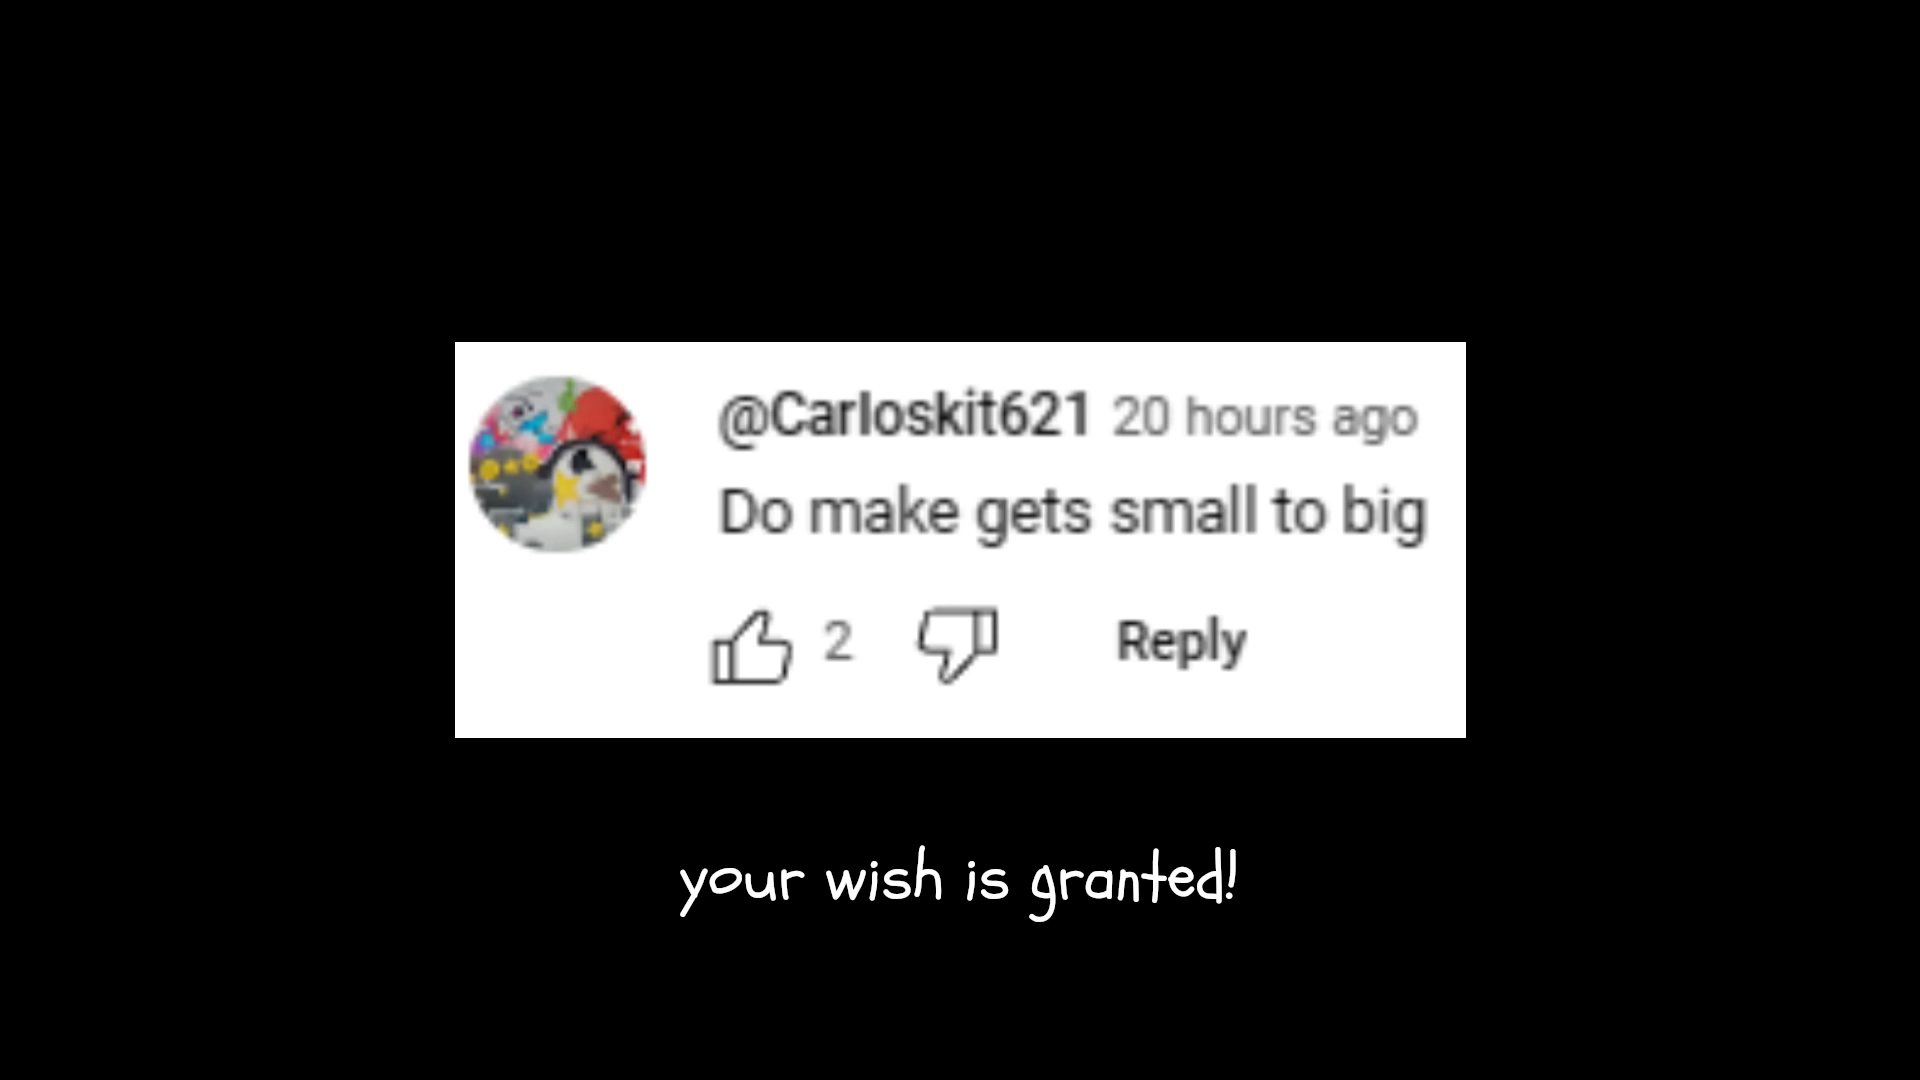 @Carloskit621 20 hours ago
Do make gets small to big
2 Reply
your wish is granted!